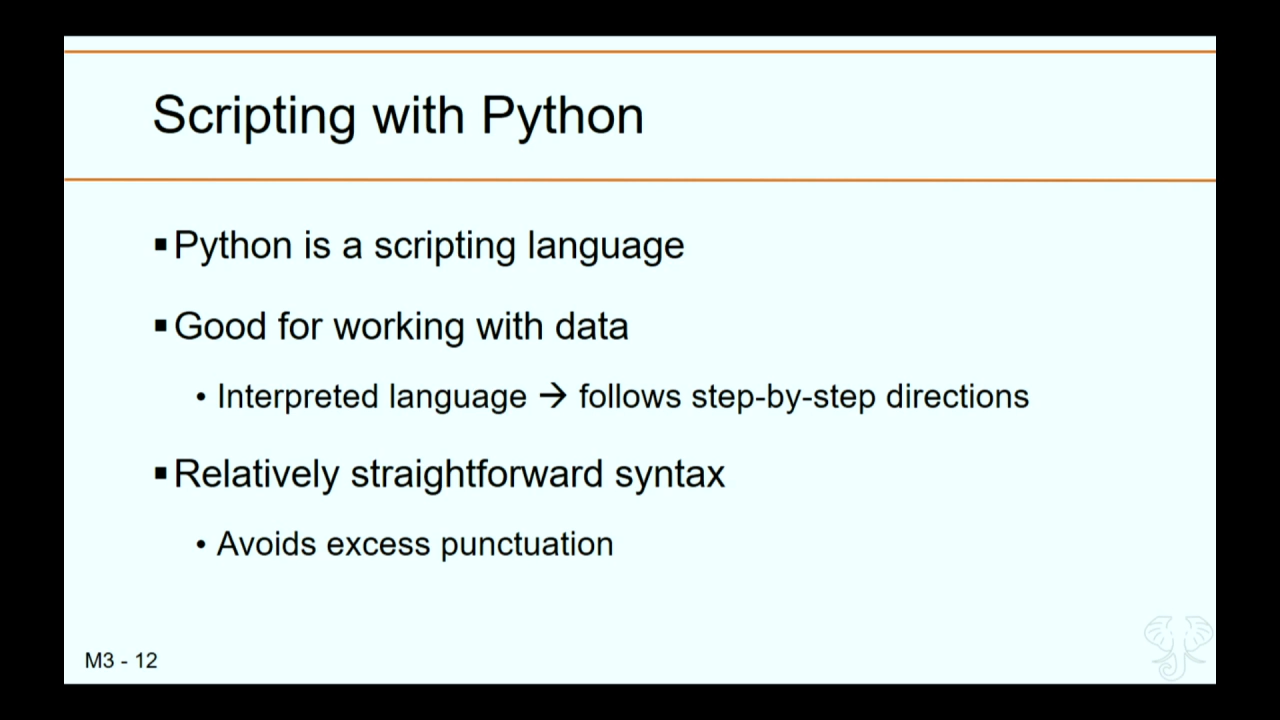 Scripting with Python
▪Python is a scripting language
▪Good for working with data
• Interpreted language → follows step-by-step directions
▪Relatively straightforward syntax
• Avoids excess punctuation
M3 - 12